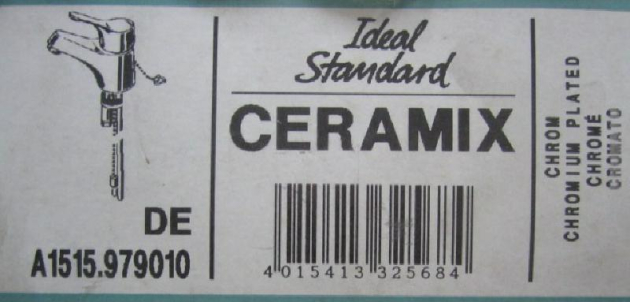 DE
A1515.979010
Ideal
Standard
CERAMIX
4 015413 325684
CHROM
CHROMIUM PLATED
CHROMÉ
CROMATO